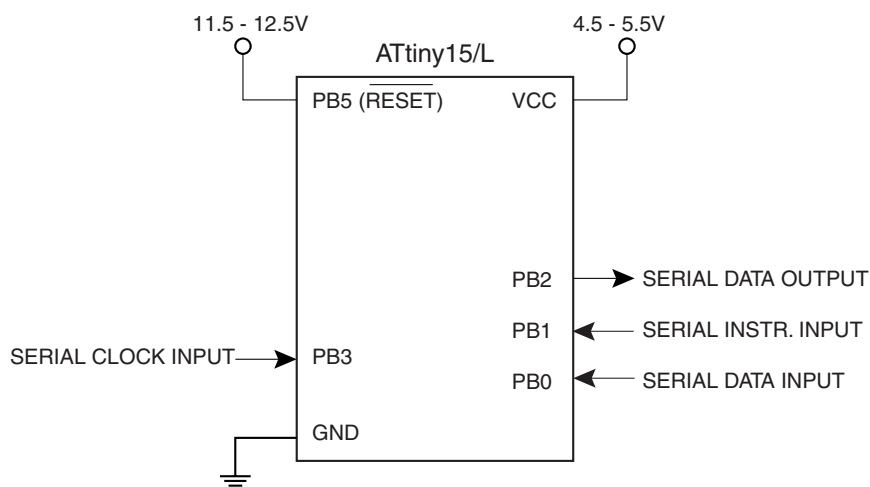 11.5 - 12.5V
4.5 - 5.5V
ATtiny15/L
PB5 (RESET)
VCC
PB2
SERIAL DATA OUTPUT
PB1
SERIAL INSTR. INPUT
SERIAL CLOCK INPUT
PB3
PB0
SERIAL DATA INPUT
GND